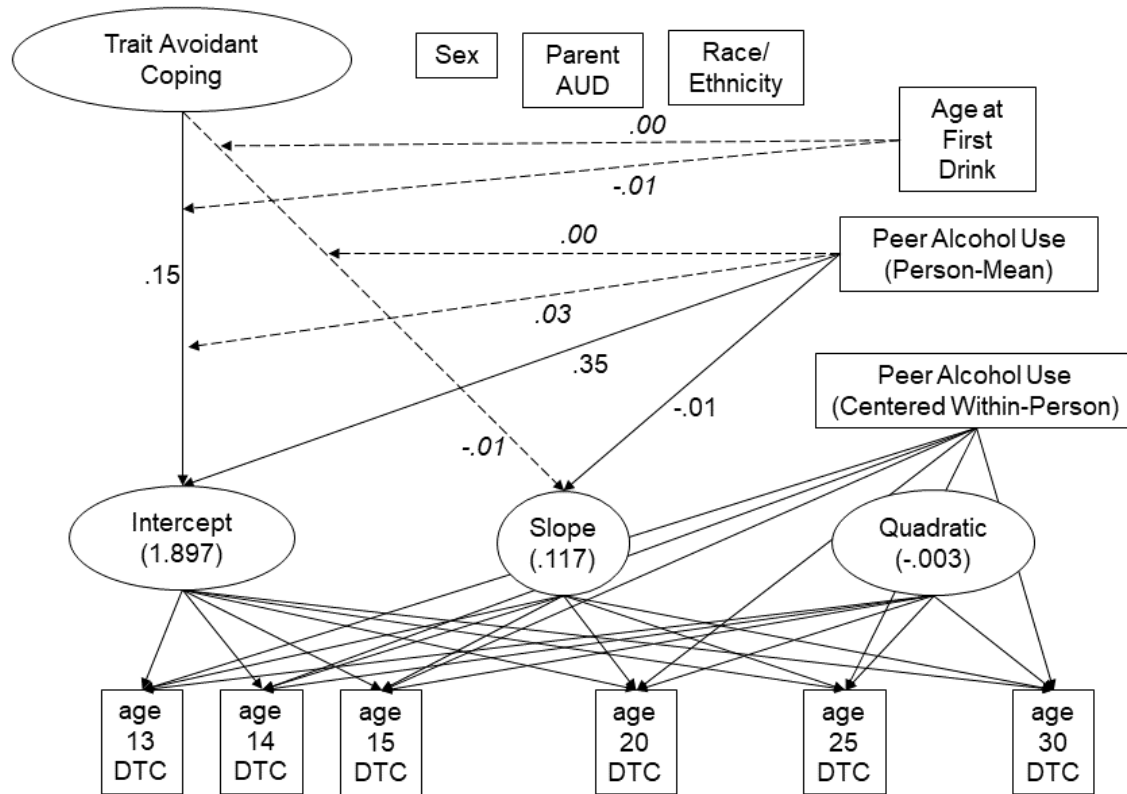 Trait Avoidant
Coping
Sex
Parent
AUD
Race/
Ethnicity
Age at
First
Drink
.00
-.01
Peer Alcohol Use
(Person-Mean)
.00
.15
.03
.35
Peer Alcohol Use
(Centered Within-Person)
-.01
-.01
Intercept
(1.897)
Slope
(.117)
Quadratic
(-.003)
age
13
DTC
age
14
DTC
age
15
DTC
age
20
DTC
age
25
DTC
age
30
DTC